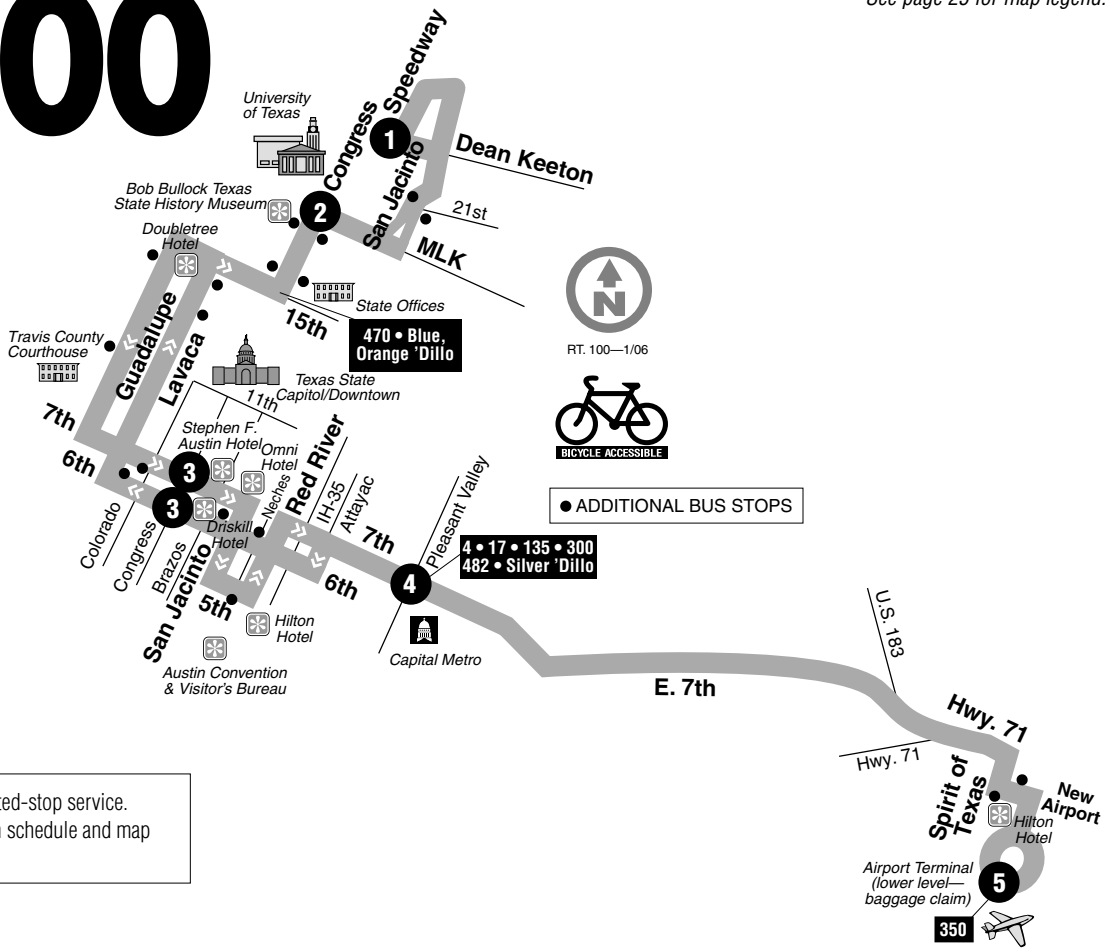 00
See page 25 for map legend.
Speedway
University
of Texas
Congress
1
San Jacinto
Dean Keeton
Bob Bullock Texas
State History Museum
2
21st
Doubletree
Hotel
MLK
Guadalupe
State Offices
15th
470 • Blue,
Orange ’Dillo
N
RT. 100—1/06
Travis County
Courthouse
Lavaca
Texas State
Capitol/Downtown
11th
BICYCLE ACCESSIBLE
7th
6th
Stephen F.
Austin Hotel
Omni
Hotel
Red River
3
3
Neches
IH-35
Attayac
Pleasant Valley
ADDITIONAL BUS STOPS
Driskill
Hotel
Colorado
Congress
Brazos
San Jacinto
7th
6th
5th
4 • 17 • 135 • 300
482 • Silver ’Dillo
4
Hilton
Hotel
Capital Metro
Austin Convention
& Visitor’s Bureau
U.S. 183
E. 7th
Hwy. 71
Hwy. 71
Spirit of
Texas
New
Airport
Hilton
Hotel
Airport Terminal
(lower level—
baggage claim)
5
350
ted-stop service.
schedule and map